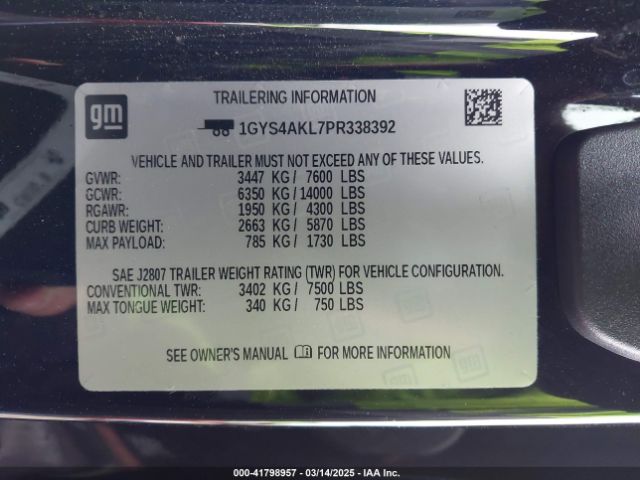 gm
TRAILERING INFORMATION
1GYS4AKL7PR338392
VEHICLE AND TRAILER MUST NOT EXCEED ANY OF THESE VALUES.
GVWR: 3447 KG/ 7600 LBS
GCWR: 6350 KG/14000 LBS
RGAWR: 1950 KG/ 4300 LBS
CURB WEIGHT: 2663 KG/ 5870 LBS
MAX PAYLOAD: 785 KG/ 1730 LBS
SAE J2807 TRAILER WEIGHT RATING (TWR) FOR VEHICLE CONFIGURATION.
CONVENTIONAL TWR: 3402 KG/ 7500 LBS
MAX TONGUE WEIGHT: 340 KG/ 750 LBS
SEE OWNER'S MANUAL FOR MORE INFORMATION
000-41798957 - 03/14/2025 - IAA Inc.